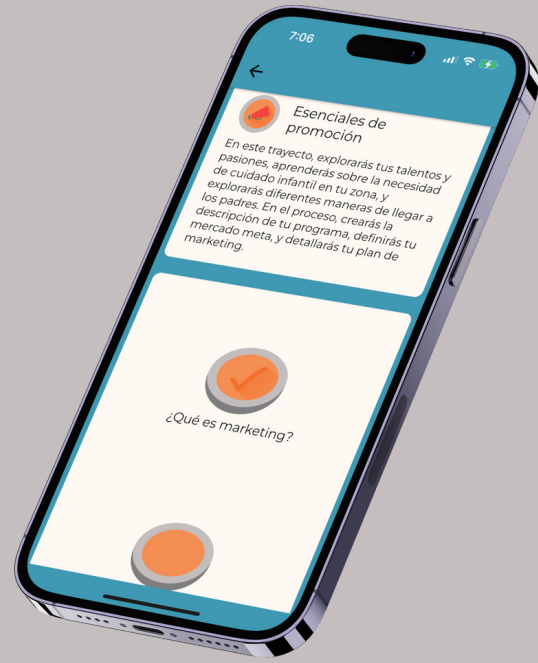 7:06
Esenciales de
promoción
En este trayecto, explorarás tus talentos y
pasiones, aprenderás sobre la necesidad
de cuidado infantil en tu zona, y
explorarás diferentes maneras de llegar a
los padres. En el proceso, crearás la
descripción de tu programa, definirás tu
mercado meta, y detallarás tu plan de
marketing.
¿Qué es marketing?